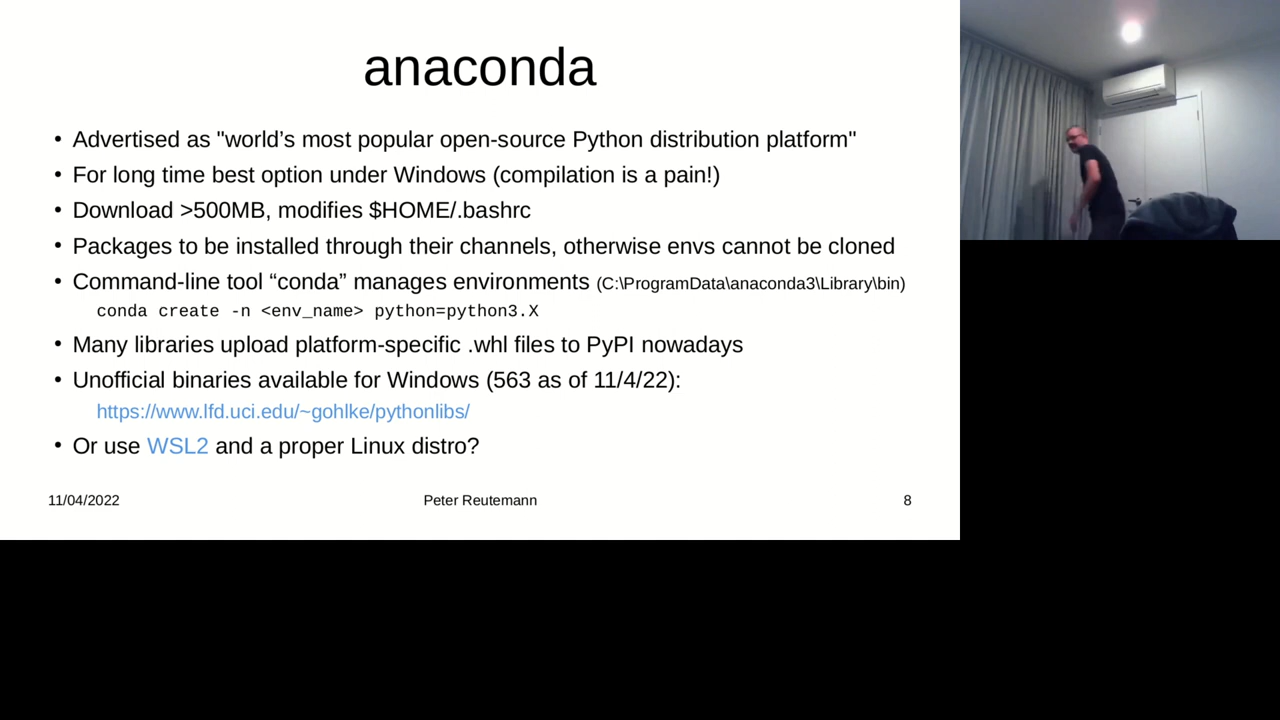 anaconda
• Advertised as "world’s most popular open-source Python distribution platform"
• For long time best option under Windows (compilation is a pain!)
• Download >500MB, modifies $HOME/.bashrc
• Packages to be installed through their channels, otherwise envs cannot be cloned
• Command-line tool “conda” manages environments (C:\ProgramData\anaconda3\Library\bin)
conda create -n <env_name> python=python3.X
• Many libraries upload platform-specific .whl files to PyPI nowadays
• Unofficial binaries available for Windows (563 as of 11/4/22):
https://www.lfd.uci.edu/~gohlke/pythonlibs/
• Or use WSL2 and a proper Linux distro?
11/04/2022 Peter Reutemann 8